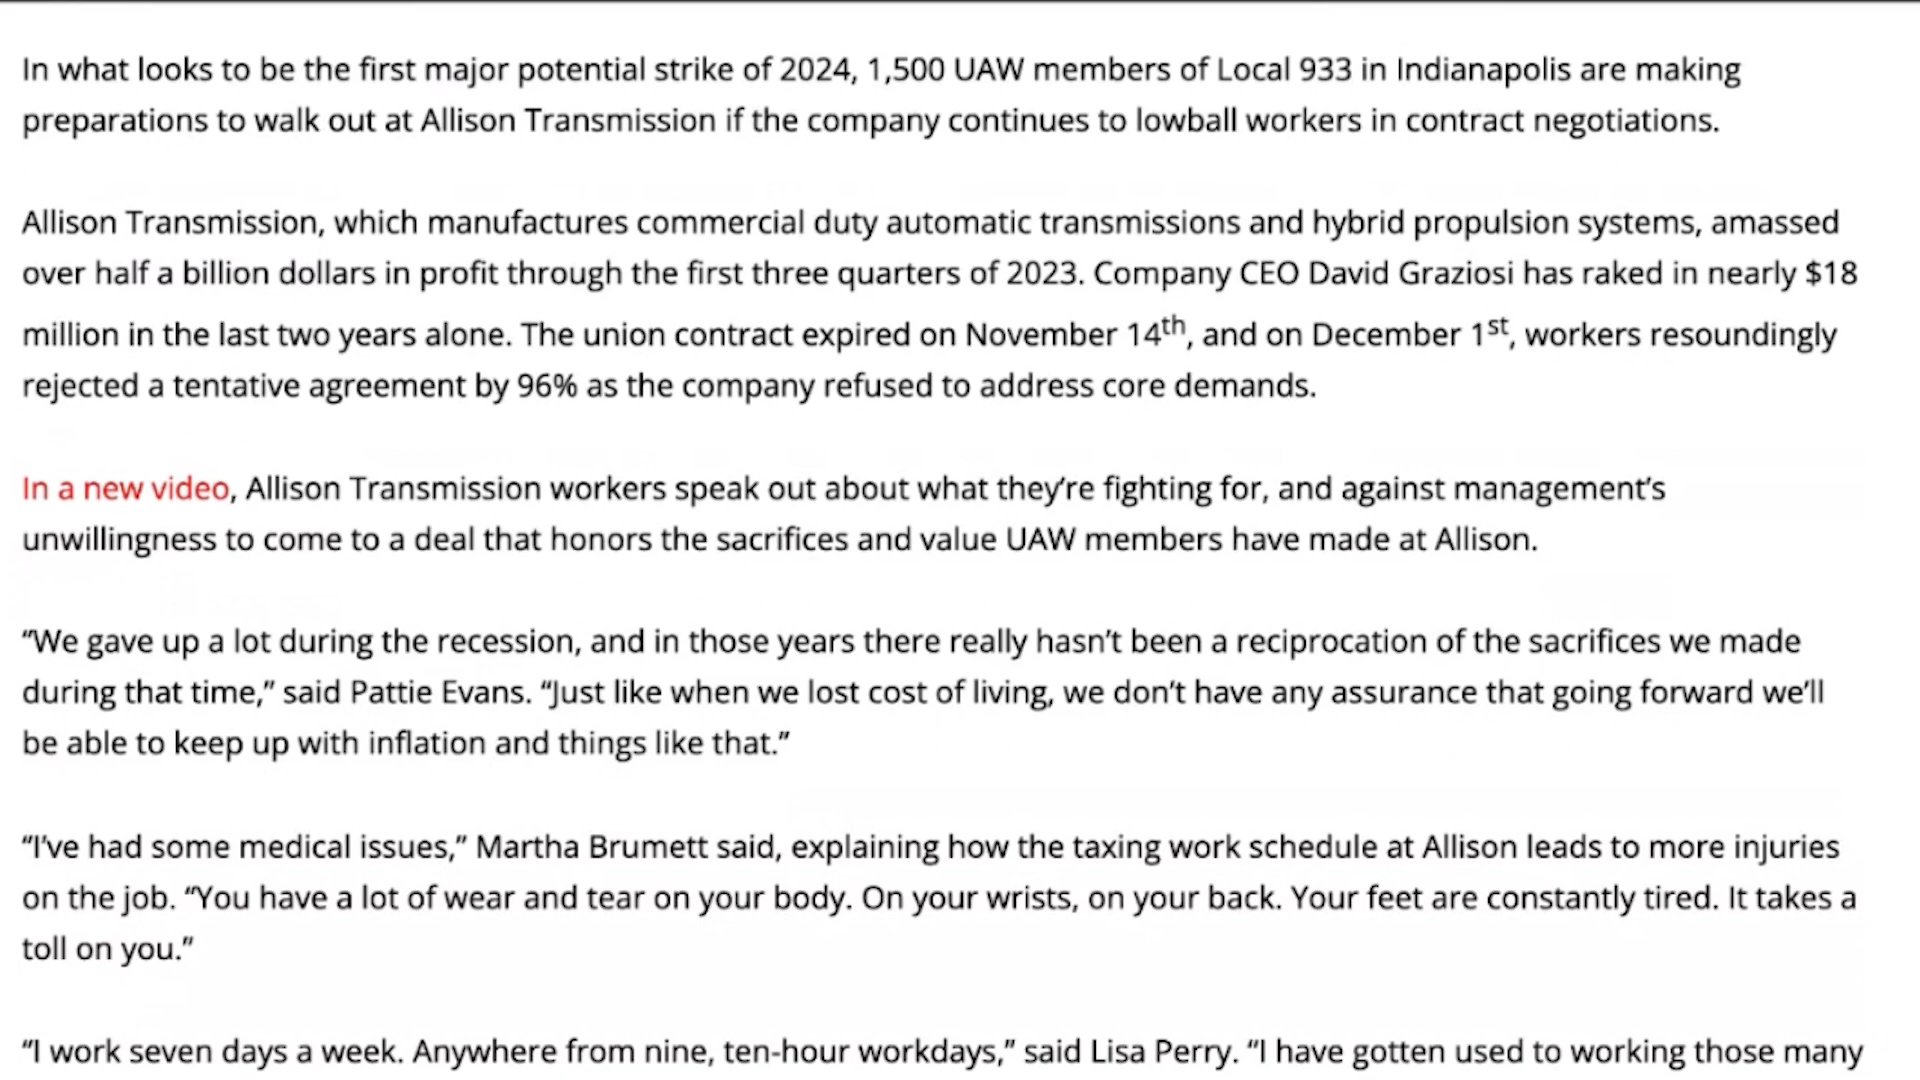 In what looks to be the first major potential strike of 2024, 1,500 UAW members of Local 933 in Indianapolis are making
preparations to walk out at Allison Transmission if the company continues to lowball workers in contract negotiations.
Allison Transmission, which manufactures commercial duty automatic transmissions and hybrid propulsion systems, amassed
over half a billion dollars in profit through the first three quarters of 2023. Company CEO David Graziosi has raked in nearly $18
million in the last two years alone. The union contract expired on November 14th, and on December 1st, workers resoundingly
rejected a tentative agreement by 96% as the company refused to address core demands.
In a new video, Allison Transmission workers speak out about what they’re fighting for, and against management’s
unwillingness to come to a deal that honors the sacrifices and value UAW members have made at Allison.
“We gave up a lot during the recession, and in those years there really hasn’t been a reciprocation of the sacrifices we made
during that time,” said Pattie Evans. “Just like when we lost cost of living, we don’t have any assurance that going forward we’ll
be able to keep up with inflation and things like that.”
“I’ve had some medical issues,” Martha Brumett said, explaining how the taxing work schedule at Allison leads to more injuries
on the job. “You have a lot of wear and tear on your body. On your wrists, on your back. Your feet are constantly tired. It takes a
toll on you.”
“I work seven days a week. Anywhere from nine, ten-hour workdays,” said Lisa Perry. “I have gotten used to working those many